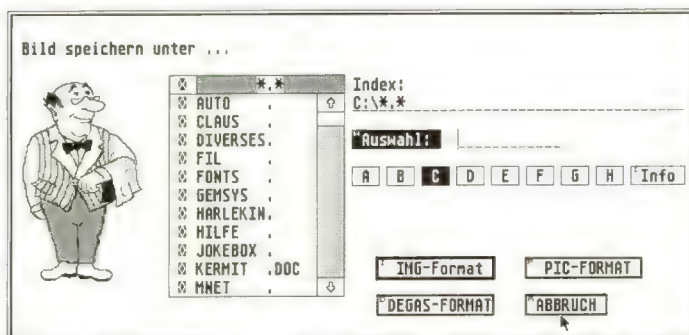 Bild speichern unter ...
*.*
AUTO .
CLAUS .
DIVERSES.
FIL .
FONTS .
GEMSYS .
HARLEKIN.
HILFE .
JOKEBOX .
KERMIT .DOC
MNET .
Index:
C:\*.*
Auswahl:
A B C D E F G H Info
IMG-Format PIC-FORMAT
DEGAS-FORMAT ABBRUCH